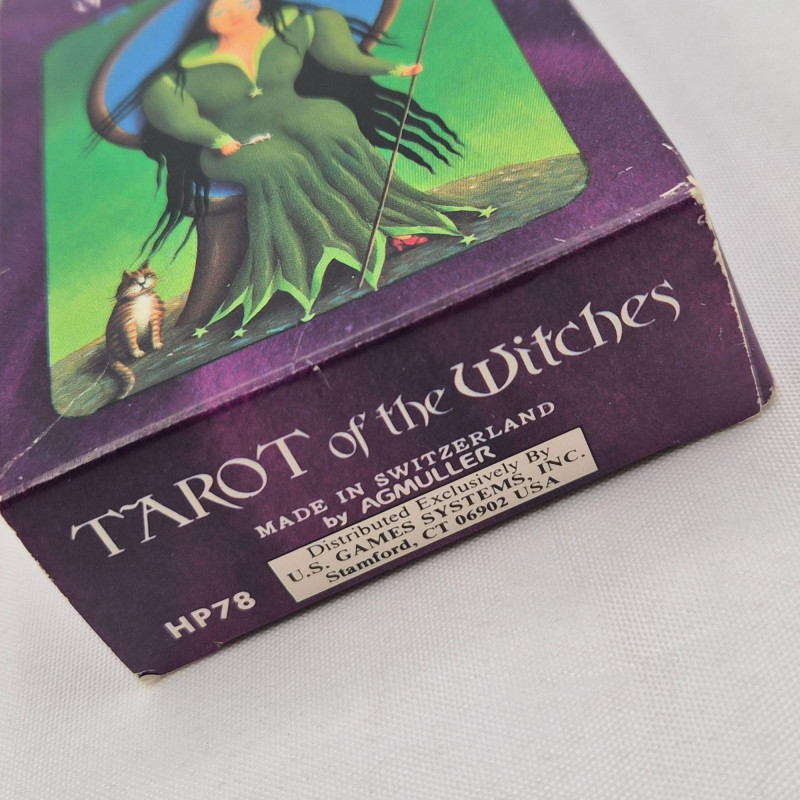 TAROT of the Witches
MADE IN SWITZERLAND
by AGMULLER
Distributed Exclusively By
U.S. GAMES SYSTEMS, INC.
Stamford, CT 06902 USA
HP78